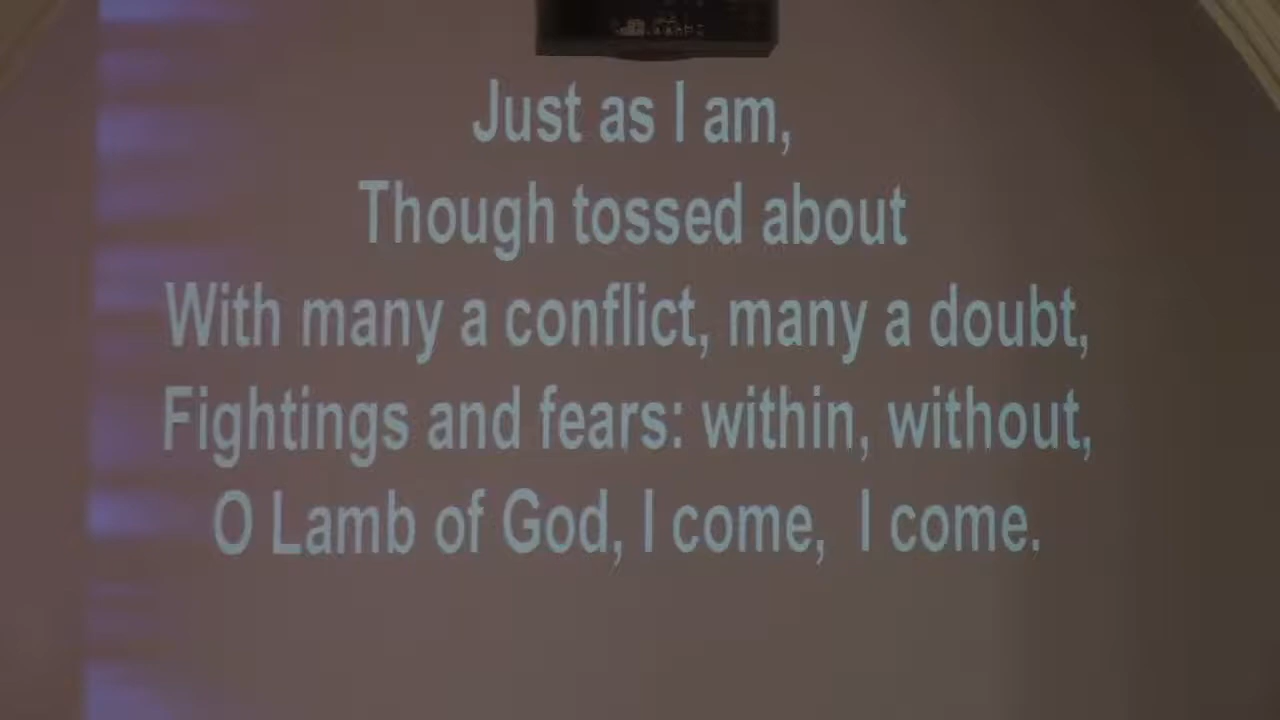 Just as I am,
Though tossed about
With many a conflict, many a doubt,
Fightings and fears: within, without,
O Lamb of God, I come, I come.